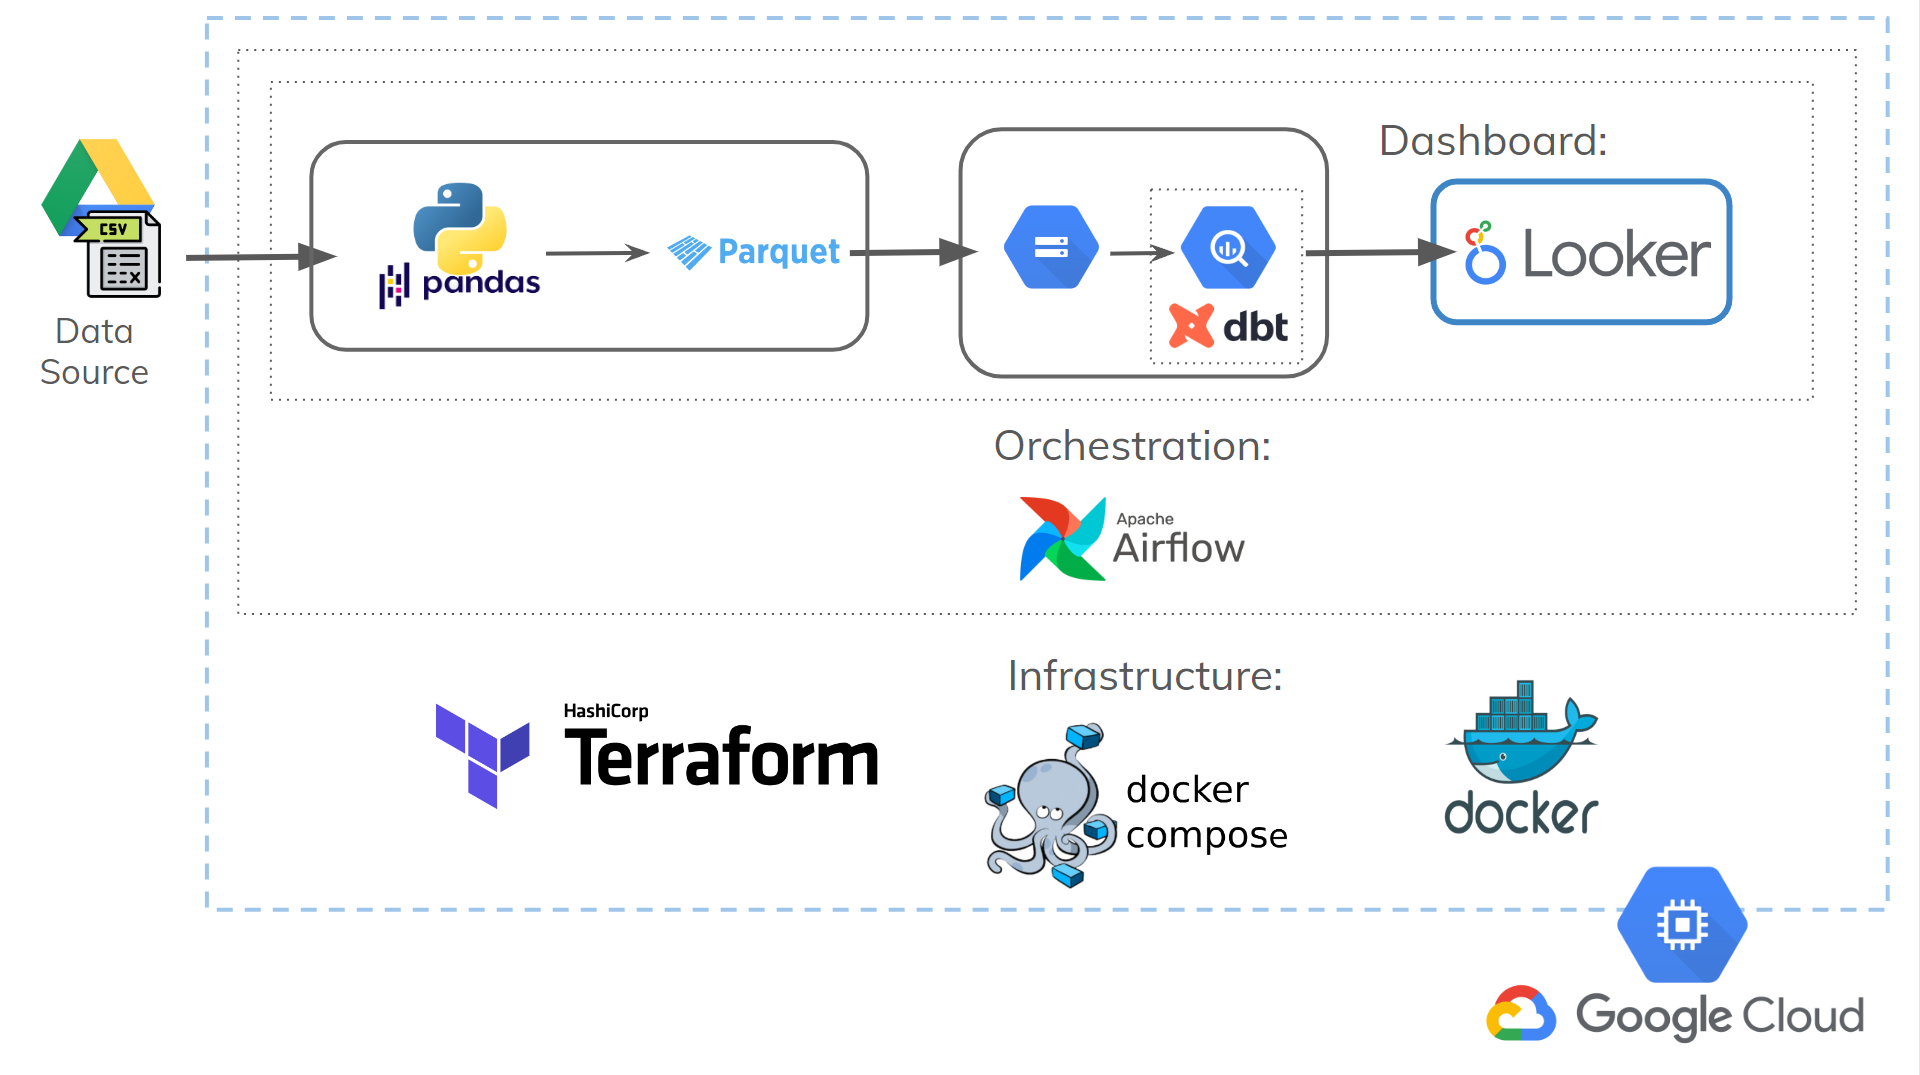 CSV
Data
Source
pandas
Parquet
dbt
Dashboard:
Looker
Orchestration:
Apache
Airflow
Infrastructure:
HashiCorp
Terraform
docker
compose
docker
Google Cloud